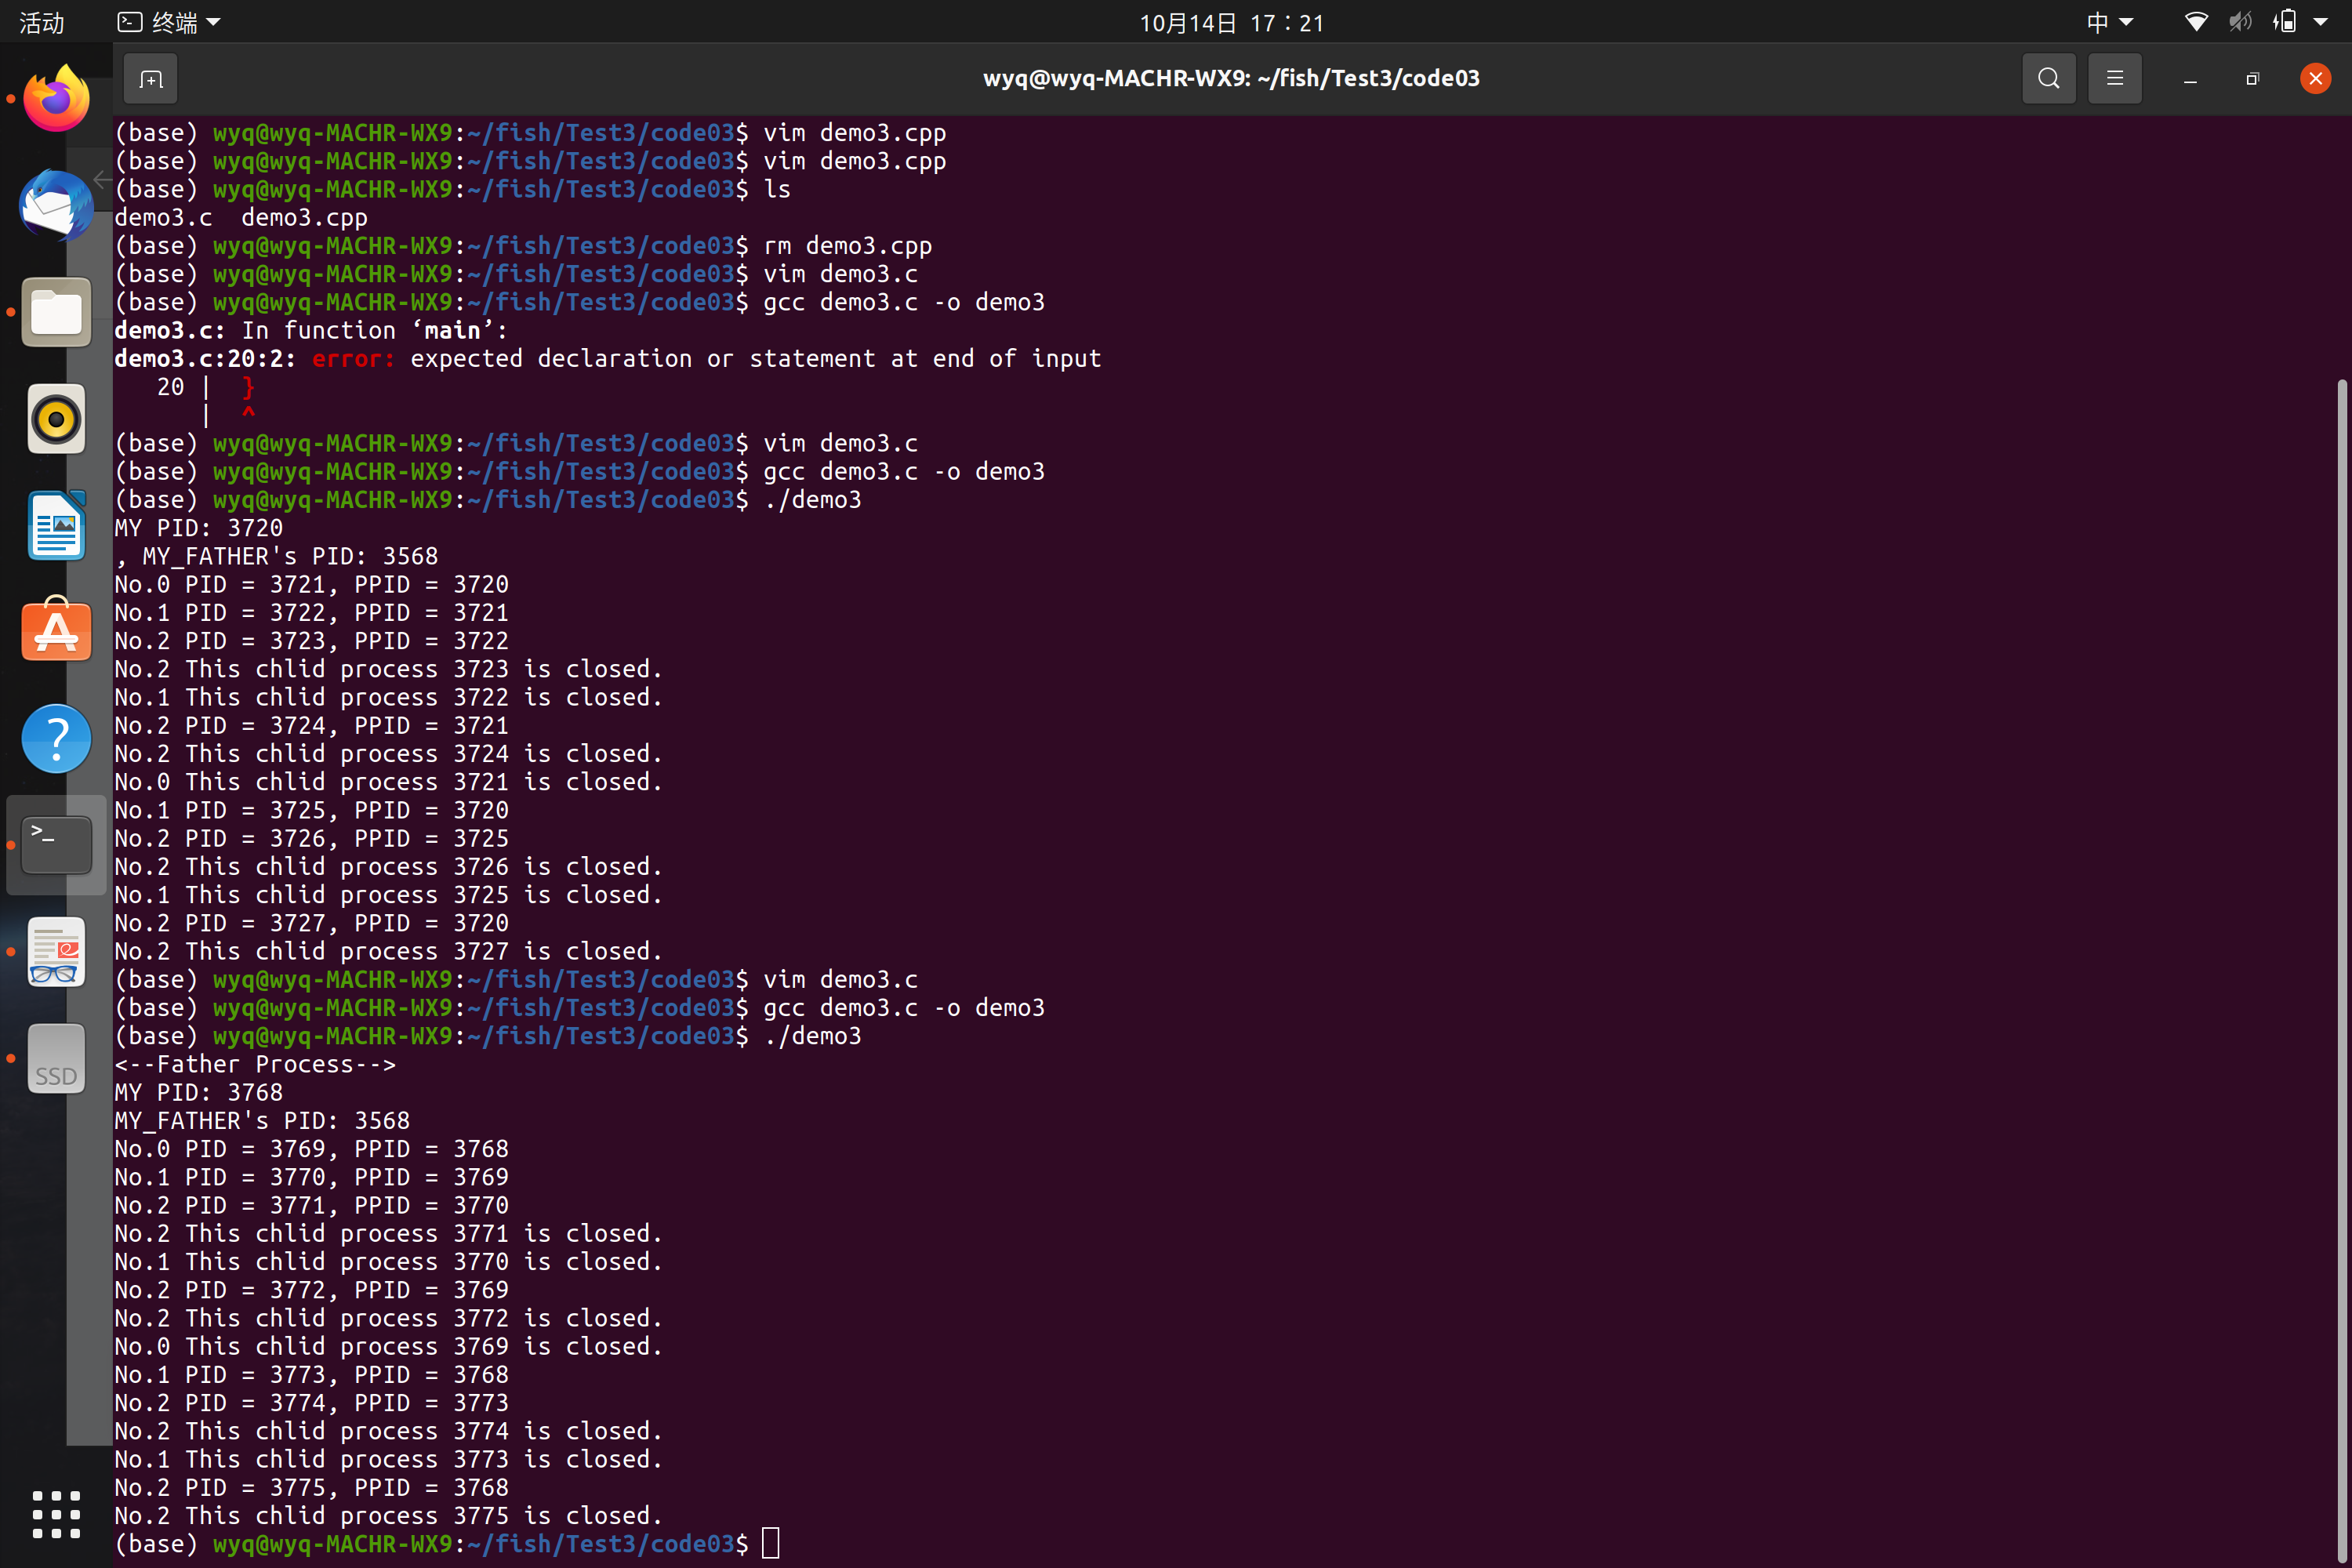 活动 终端 10月14日 17：21 中
wyq@wyq-MACHR-WX9: ~/fish/Test3/code03
(base) wyq@wyq-MACHR-WX9:~/fish/Test3/code03$ vim demo3.cpp
(base) wyq@wyq-MACHR-WX9:~/fish/Test3/code03$ vim demo3.cpp
(base) wyq@wyq-MACHR-WX9:~/fish/Test3/code03$ ls
demo3.c  demo3.cpp
(base) wyq@wyq-MACHR-WX9:~/fish/Test3/code03$ rm demo3.cpp
(base) wyq@wyq-MACHR-WX9:~/fish/Test3/code03$ vim demo3.c
(base) wyq@wyq-MACHR-WX9:~/fish/Test3/code03$ gcc demo3.c -o demo3
demo3.c: In function ‘main’:
demo3.c:20:2: error: expected declaration or statement at end of input
   20 |  }
      |  ^
(base) wyq@wyq-MACHR-WX9:~/fish/Test3/code03$ vim demo3.c
(base) wyq@wyq-MACHR-WX9:~/fish/Test3/code03$ gcc demo3.c -o demo3
(base) wyq@wyq-MACHR-WX9:~/fish/Test3/code03$ ./demo3
MY PID: 3720
, MY_FATHER's PID: 3568
No.0 PID = 3721, PPID = 3720
No.1 PID = 3722, PPID = 3721
No.2 PID = 3723, PPID = 3722
No.2 This chlid process 3723 is closed.
No.1 This chlid process 3722 is closed.
No.2 PID = 3724, PPID = 3721
No.2 This chlid process 3724 is closed.
No.0 This chlid process 3721 is closed.
No.1 PID = 3725, PPID = 3720
No.2 PID = 3726, PPID = 3725
No.2 This chlid process 3726 is closed.
No.1 This chlid process 3725 is closed.
No.2 PID = 3727, PPID = 3720
No.2 This chlid process 3727 is closed.
(base) wyq@wyq-MACHR-WX9:~/fish/Test3/code03$ vim demo3.c
(base) wyq@wyq-MACHR-WX9:~/fish/Test3/code03$ gcc demo3.c -o demo3
(base) wyq@wyq-MACHR-WX9:~/fish/Test3/code03$ ./demo3
<--Father Process-->
MY PID: 3768
MY_FATHER's PID: 3568
No.0 PID = 3769, PPID = 3768
No.1 PID = 3770, PPID = 3769
No.2 PID = 3771, PPID = 3770
No.2 This chlid process 3771 is closed.
No.1 This chlid process 3770 is closed.
No.2 PID = 3772, PPID = 3769
No.2 This chlid process 3772 is closed.
No.0 This chlid process 3769 is closed.
No.1 PID = 3773, PPID = 3768
No.2 PID = 3774, PPID = 3773
No.2 This chlid process 3774 is closed.
No.1 This chlid process 3773 is closed.
No.2 PID = 3775, PPID = 3768
No.2 This chlid process 3775 is closed.
(base) wyq@wyq-MACHR-WX9:~/fish/Test3/code03$
SSD